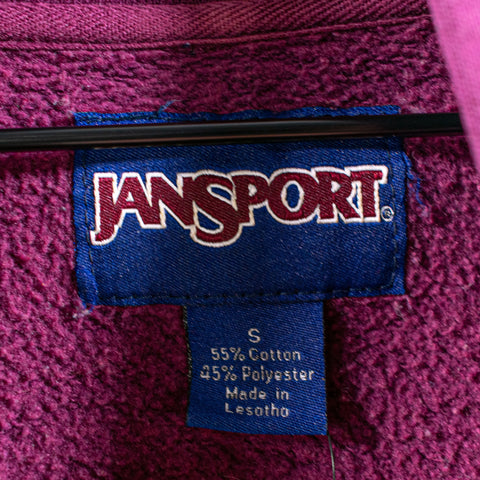 JANSPORT®
S
55% Cotton
45% Polyester
Made in
Lesotho